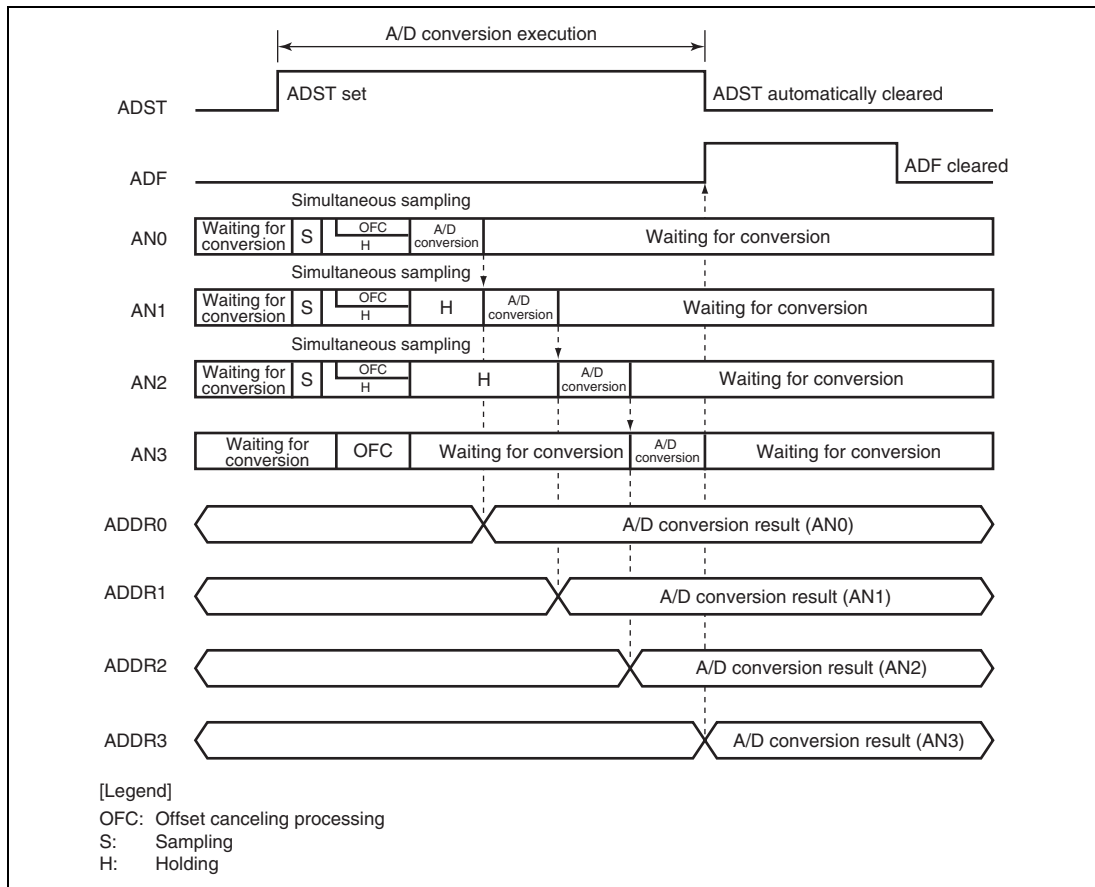 A/D conversion execution
ADST
ADST set
ADST automatically cleared
ADF
ADF cleared
Simultaneous sampling
AN0
Waiting for
conversion
S
OFC
H
A/D
conversion
Waiting for conversion
Simultaneous sampling
AN1
Waiting for
conversion
S
OFC
H
H
A/D
conversion
Waiting for conversion
Simultaneous sampling
AN2
Waiting for
conversion
S
OFC
H
H
A/D
conversion
Waiting for conversion
AN3
Waiting for
conversion
OFC
Waiting for conversion
A/D
conversion
Waiting for conversion
ADDR0
A/D conversion result (AN0)
ADDR1
A/D conversion result (AN1)
ADDR2
A/D conversion result (AN2)
ADDR3
A/D conversion result (AN3)
[Legend]
OFC: Offset canceling processing
S: Sampling
H: Holding